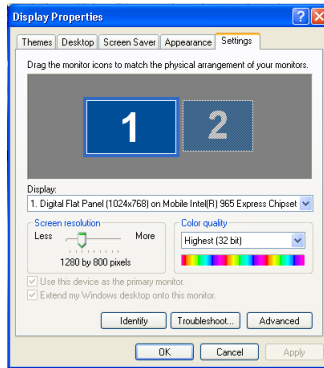 Display Properties
Themes Desktop Screen Saver Appearance Settings
Drag the monitor icons to match the physical arrangement of your monitors.
1 2
Display:
1. Digital Flat Panel (1024x768) on Mobile Intel(R) 965 Express Chipset
Screen resolution
Less More
1280 by 800 pixels
Color quality
Highest (32 bit)
Use this device as the primary monitor.
Extend my Windows desktop onto this monitor.
Identify Troubleshoot... Advanced
OK Cancel Apply